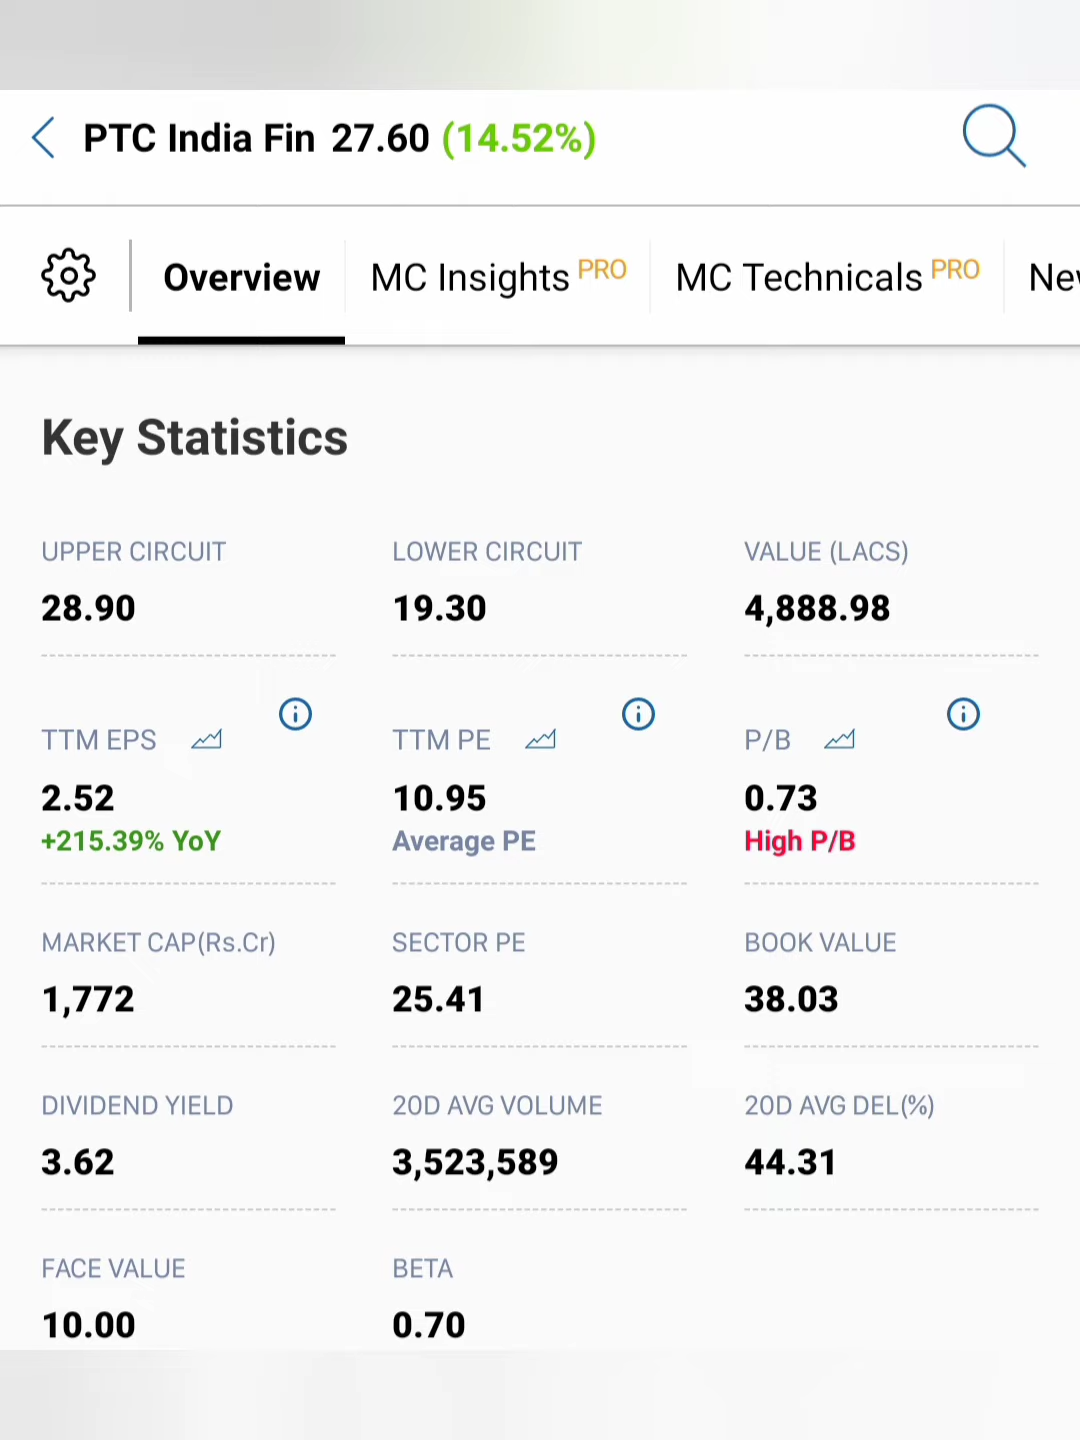 PTC India Fin 27.60 (14.52%)
Overview MC Insights PRO MC Technicals PRO
Key Statistics
UPPER CIRCUIT LOWER CIRCUIT VALUE (LACS)
28.90 19.30 4,888.98
TTM EPS TTM PE P/B
2.52 10.95 0.73
+215.39% YoY Average PE High P/B
MARKET CAP(Rs.Cr) SECTOR PE BOOK VALUE
1,772 25.41 38.03
DIVIDEND YIELD 20D AVG VOLUME 20D AVG DEL(%)
3.62 3,523,589 44.31
FACE VALUE BETA
10.00 0.70